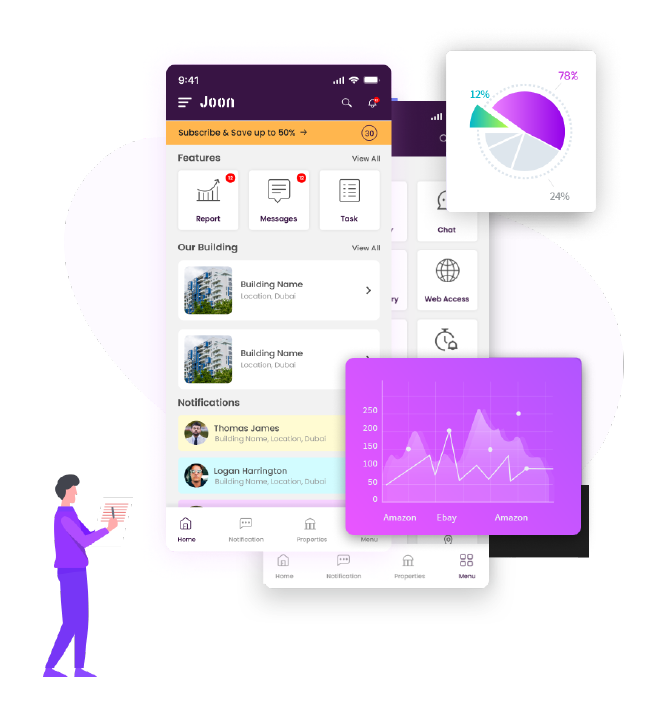 9:41
Joon
Subscribe & Save up to 50% →
30
Features
View All
12
12
Report
Messages
Task
Our Building
View All
Building Name
Location, Dubai
Building Name
Location, Dubai
Notifications
Thomas James
Building Name, Location, Dubai
Logan Harrington
Building Name, Location, Dubai
Home
Notification
Properties
Menu
Chat
ry
Web Access
Home
Notification
Properties
Menu
78%
12%
24%
250
200
150
100
50
0
Amazon
Ebay
Amazon